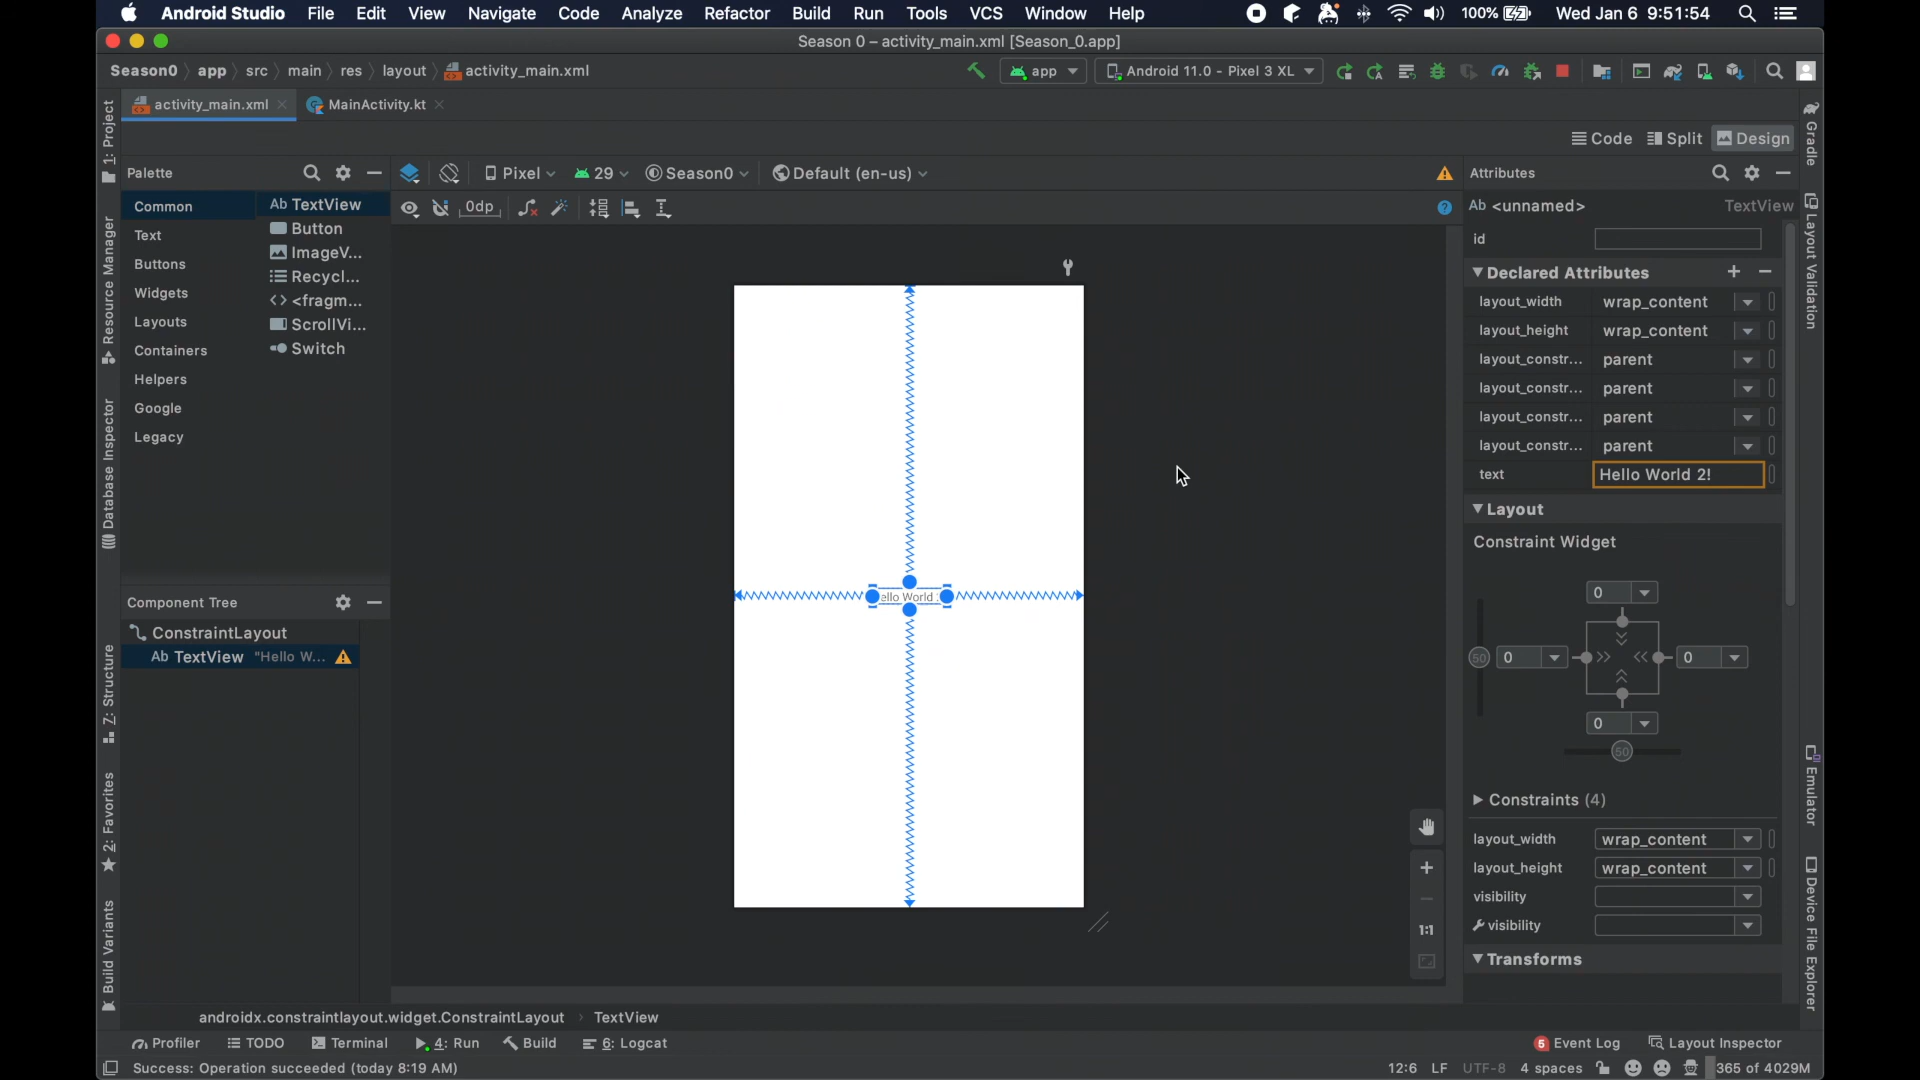 Android Studio File Edit View Navigate Code Analyze Refactor Build Run Tools VCS Window Help 100% Wed Jan 6 9:51:54
Season 0 – activity_main.xml [Season_0.app]
Season0 app src main res layout activity_main.xml app Android 11.0 - Pixel 3 XL
activity_main.xml MainActivity.kt
Code Split Design
Palette Pixel 29 Season0 Default (en-us) Attributes
Common Ab TextView 0dp Ab <unnamed> TextView
Text Button id
Buttons ImageV... Declared Attributes
Widgets Recycl... layout_width wrap_content
Layouts <fragm... layout_height wrap_content
Containers ScrollVi... layout_constr... parent
Helpers Switch layout_constr... parent
Google layout_constr... parent
Legacy layout_constr... parent
text Hello World 2!
Layout
Constraint Widget
0
0 50 0
0
50
ello World
Component Tree
ConstraintLayout
Ab TextView "Hello W...
Constraints (4)
layout_width wrap_content
layout_height wrap_content
visibility
visibility
Transforms
1:1
1: Project
Resource Manager
Database Inspector
Z: Structure
2: Favorites
Build Variants
Gradle
Layout Validation
Emulator
Device File Explorer
androidx.constraintlayout.widget.ConstraintLayout TextView
Profiler TODO Terminal 4: Run Build 6: Logcat 5 Event Log Layout Inspector
Success: Operation succeeded (today 8:19 AM) 12:6 LF UTF-8 4 spaces 365 of 4029M